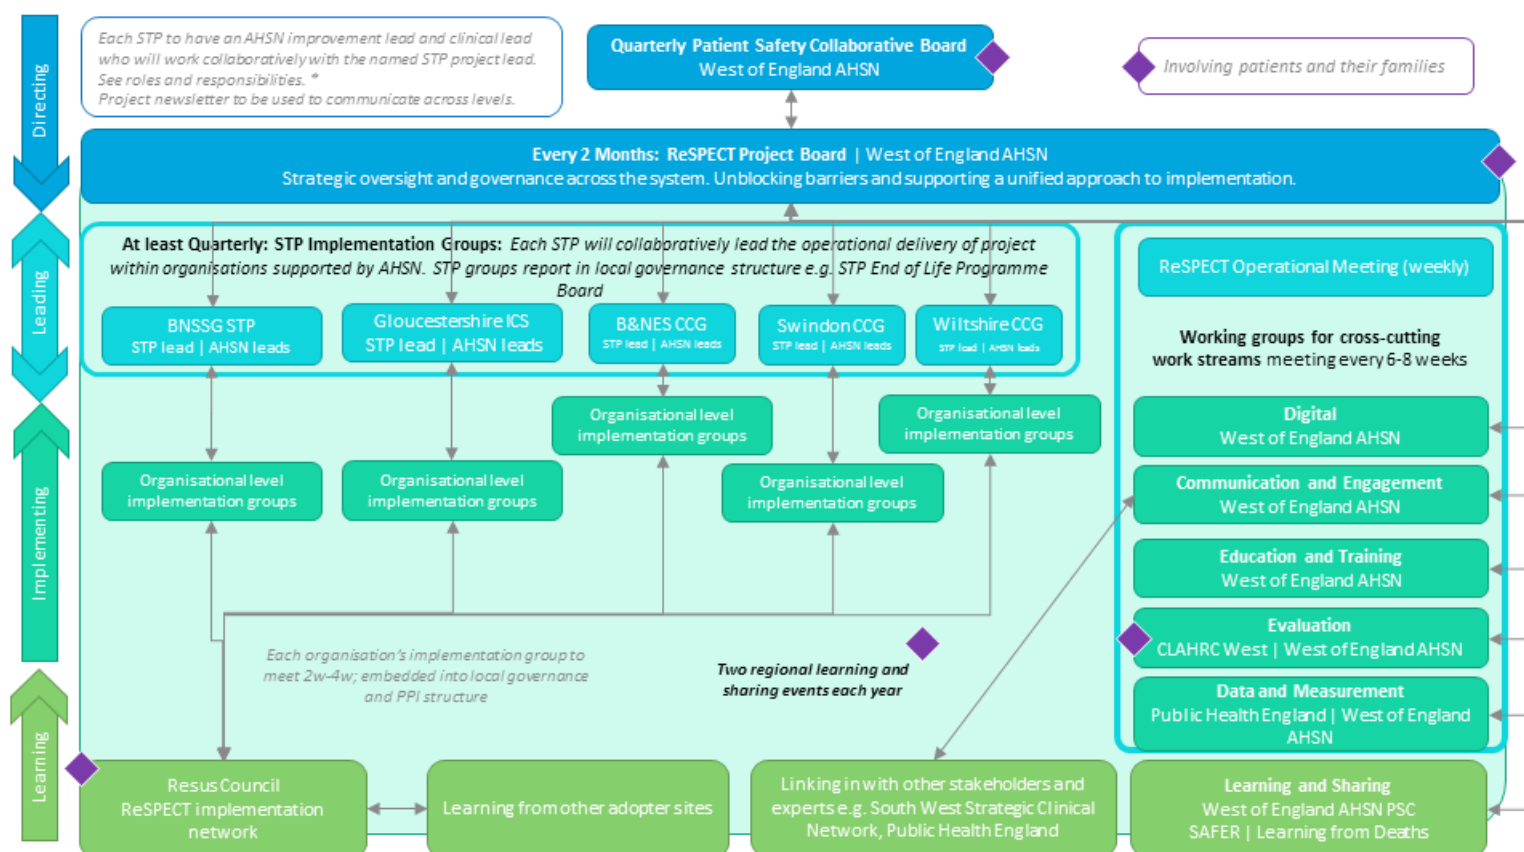 Directing
Each STP to have an AHSN improvement lead and clinical lead
who will work collaboratively with the named STP project lead.
See roles and responsibilities. *
Project newsletter to be used to communicate across levels.
Quarterly Patient Safety Collaborative Board
West of England AHSN
Involving patients and their families
Every 2 Months: ReSPECT Project Board | West of England AHSN
Strategic oversight and governance across the system. Unblocking barriers and supporting a unified approach to implementation.
Leading
At least Quarterly: STP Implementation Groups: Each STP will collaboratively lead the operational delivery of project
within organisations supported by AHSN. STP groups report in local governance structure e.g. STP End of Life Programme
Board
BNSSG STP
STP lead | AHSN leads
Gloucestershire ICS
STP lead | AHSN leads
B&NES CCG
STP lead | AHSN leads
Swindon CCG
STP lead | AHSN leads
Wiltshire CCG
STP lead | AHSN leads
ReSPECT Operational Meeting (weekly)
Working groups for cross-cutting
work streams meeting every 6-8 weeks
Implementing
Organisational level
implementation groups
Organisational level
implementation groups
Organisational level
implementation groups
Organisational level
implementation groups
Organisational level
implementation groups
Digital
West of England AHSN
Communication and Engagement
West of England AHSN
Education and Training
West of England AHSN
Evaluation
CLAHRC West | West of England AHSN
Data and Measurement
Public Health England | West of England
AHSN
Each organisation's implementation group to
meet 2w-4w; embedded into local governance
and PPI structure
Two regional learning and
sharing events each year
Learning
Resus Council
ReSPECT implementation
network
Learning from other adopter sites
Linking in with other stakeholders and
experts e.g. South West Strategic Clinical
Network, Public Health England
Learning and Sharing
West of England AHSN PSC
SAFER | Learning from Deaths